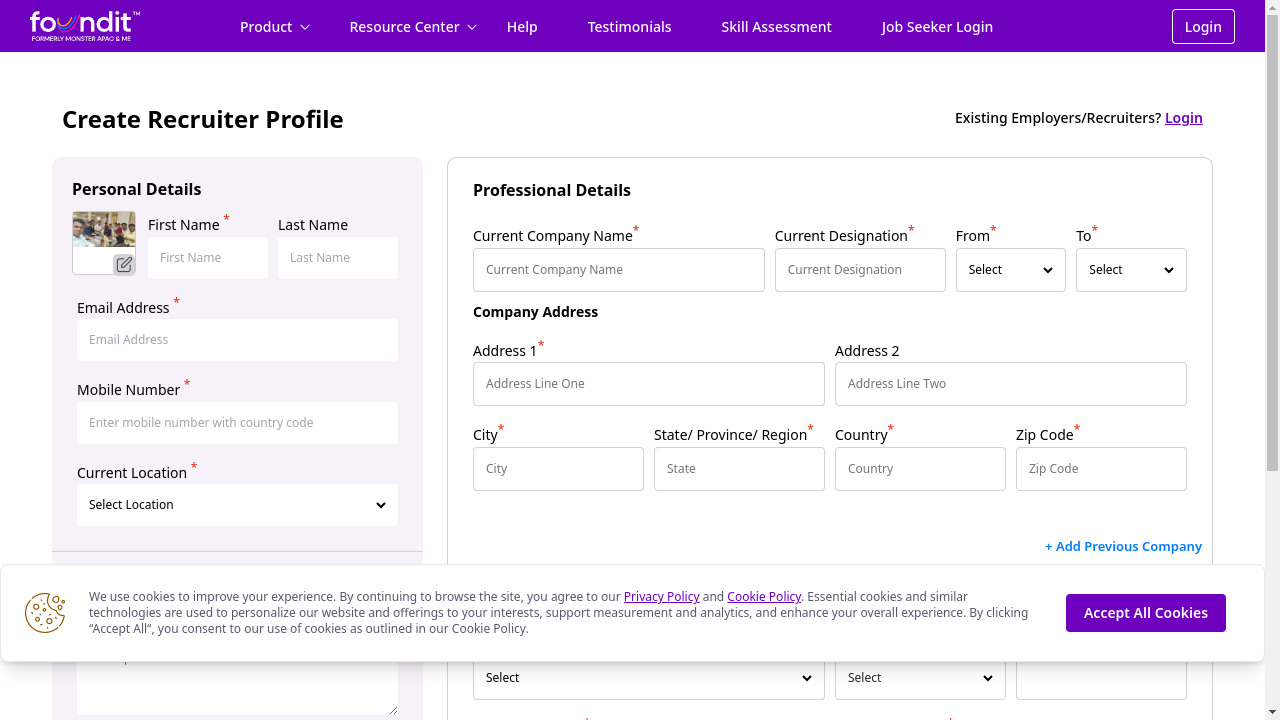 foundit™
FORMERLY MONSTER APAC & ME
Product
Resource Center
Help
Testimonials
Skill Assessment
Job Seeker Login
Login
Create Recruiter Profile
Existing Employers/Recruiters? Login
Personal Details
First Name *
Last Name
First Name
Last Name
Email Address *
Email Address
Mobile Number *
Enter mobile number with country code
Current Location *
Select Location
Professional Details
Current Company Name*
Current Designation*
From*
To*
Current Company Name
Current Designation
Select
Select
Company Address
Address 1*
Address 2
Address Line One
Address Line Two
City*
State/ Province/ Region*
Country*
Zip Code*
City
State
Country
Zip Code
+ Add Previous Company
We use cookies to improve your experience. By continuing to browse the site, you agree to our Privacy Policy and Cookie Policy. Essential cookies and similar
technologies are used to personalize our website and offerings to your interests, support measurement and analytics, and enhance your overall experience. By clicking
“Accept All”, you consent to our use of cookies as outlined in our Cookie Policy.
Accept All Cookies
Select
Select